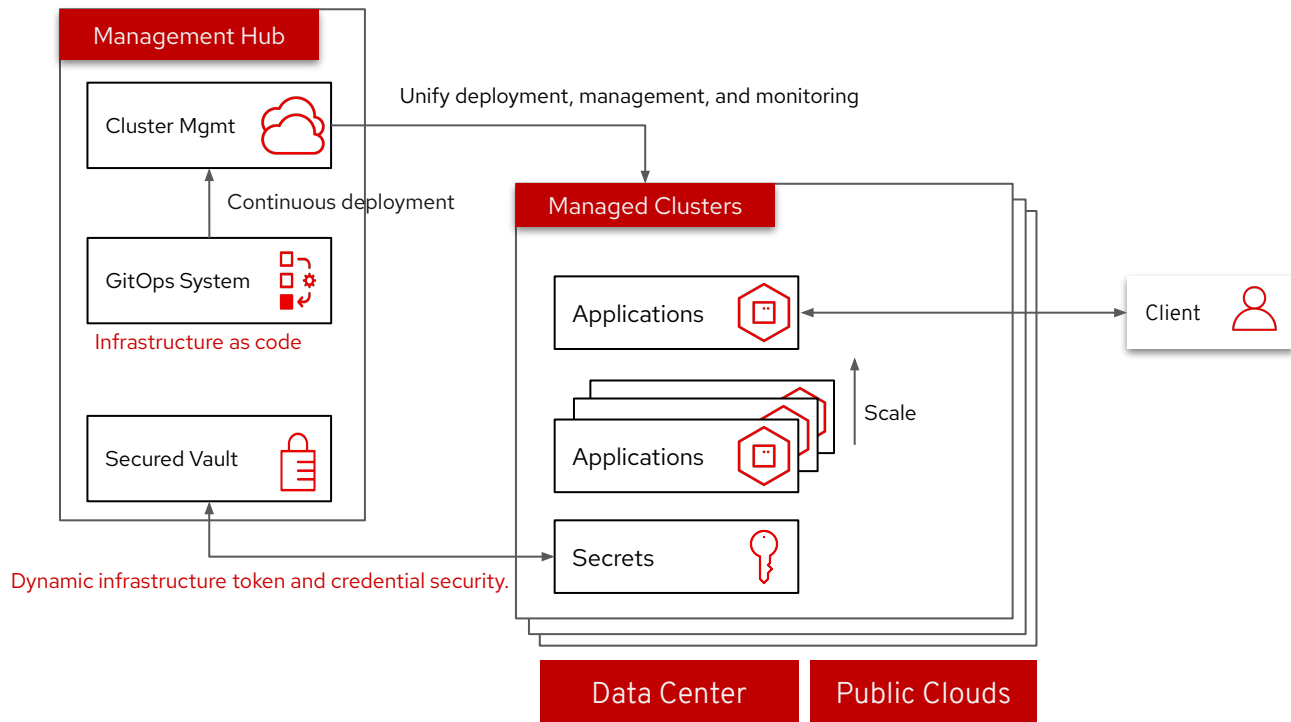 Management Hub
Cluster Mgmt
Unify deployment, management, and monitoring
Continuous deployment
Managed Clusters
GitOps System
Infrastructure as code
Applications
Client
Scale
Secured Vault
Applications
Secrets
Dynamic infrastructure token and credential security.
Data Center
Public Clouds